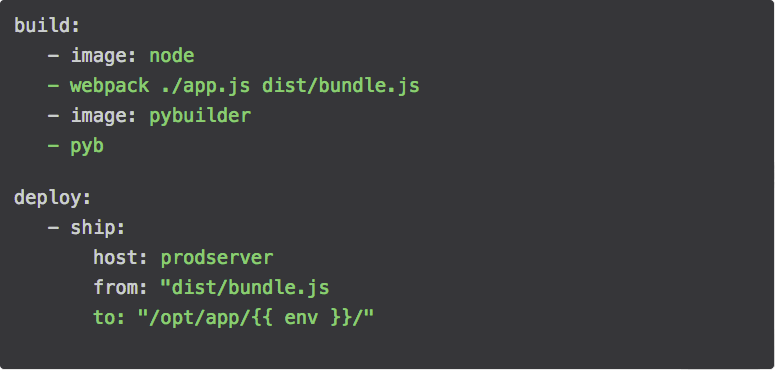 build:
   - image: node
   - webpack ./app.js dist/bundle.js
   - image: pybuilder
   - pyb

deploy:
   - ship:
       host: prodserver
       from: "dist/bundle.js
       to: "/opt/app/{{ env }}/"